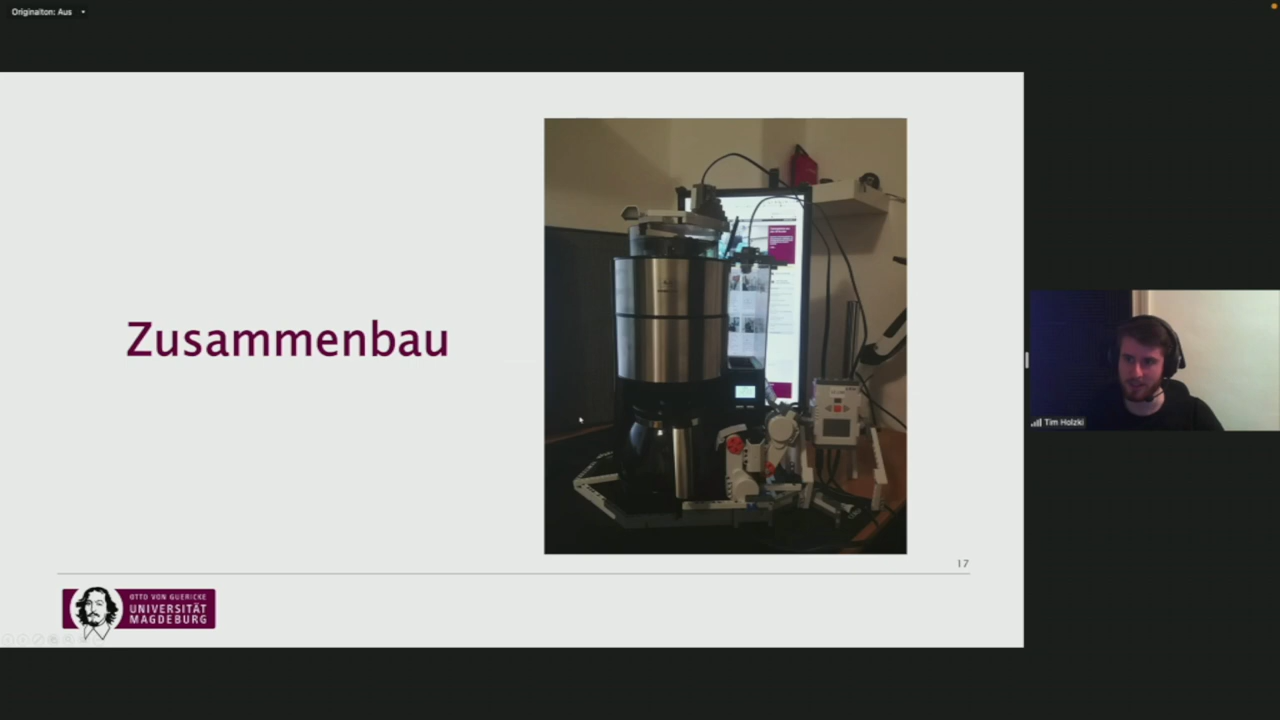 Originalton: Aus
Zusammenbau
17
OTTO VON GUERICKE
UNIVERSITÄT
MAGDEBURG
Tim Holzki